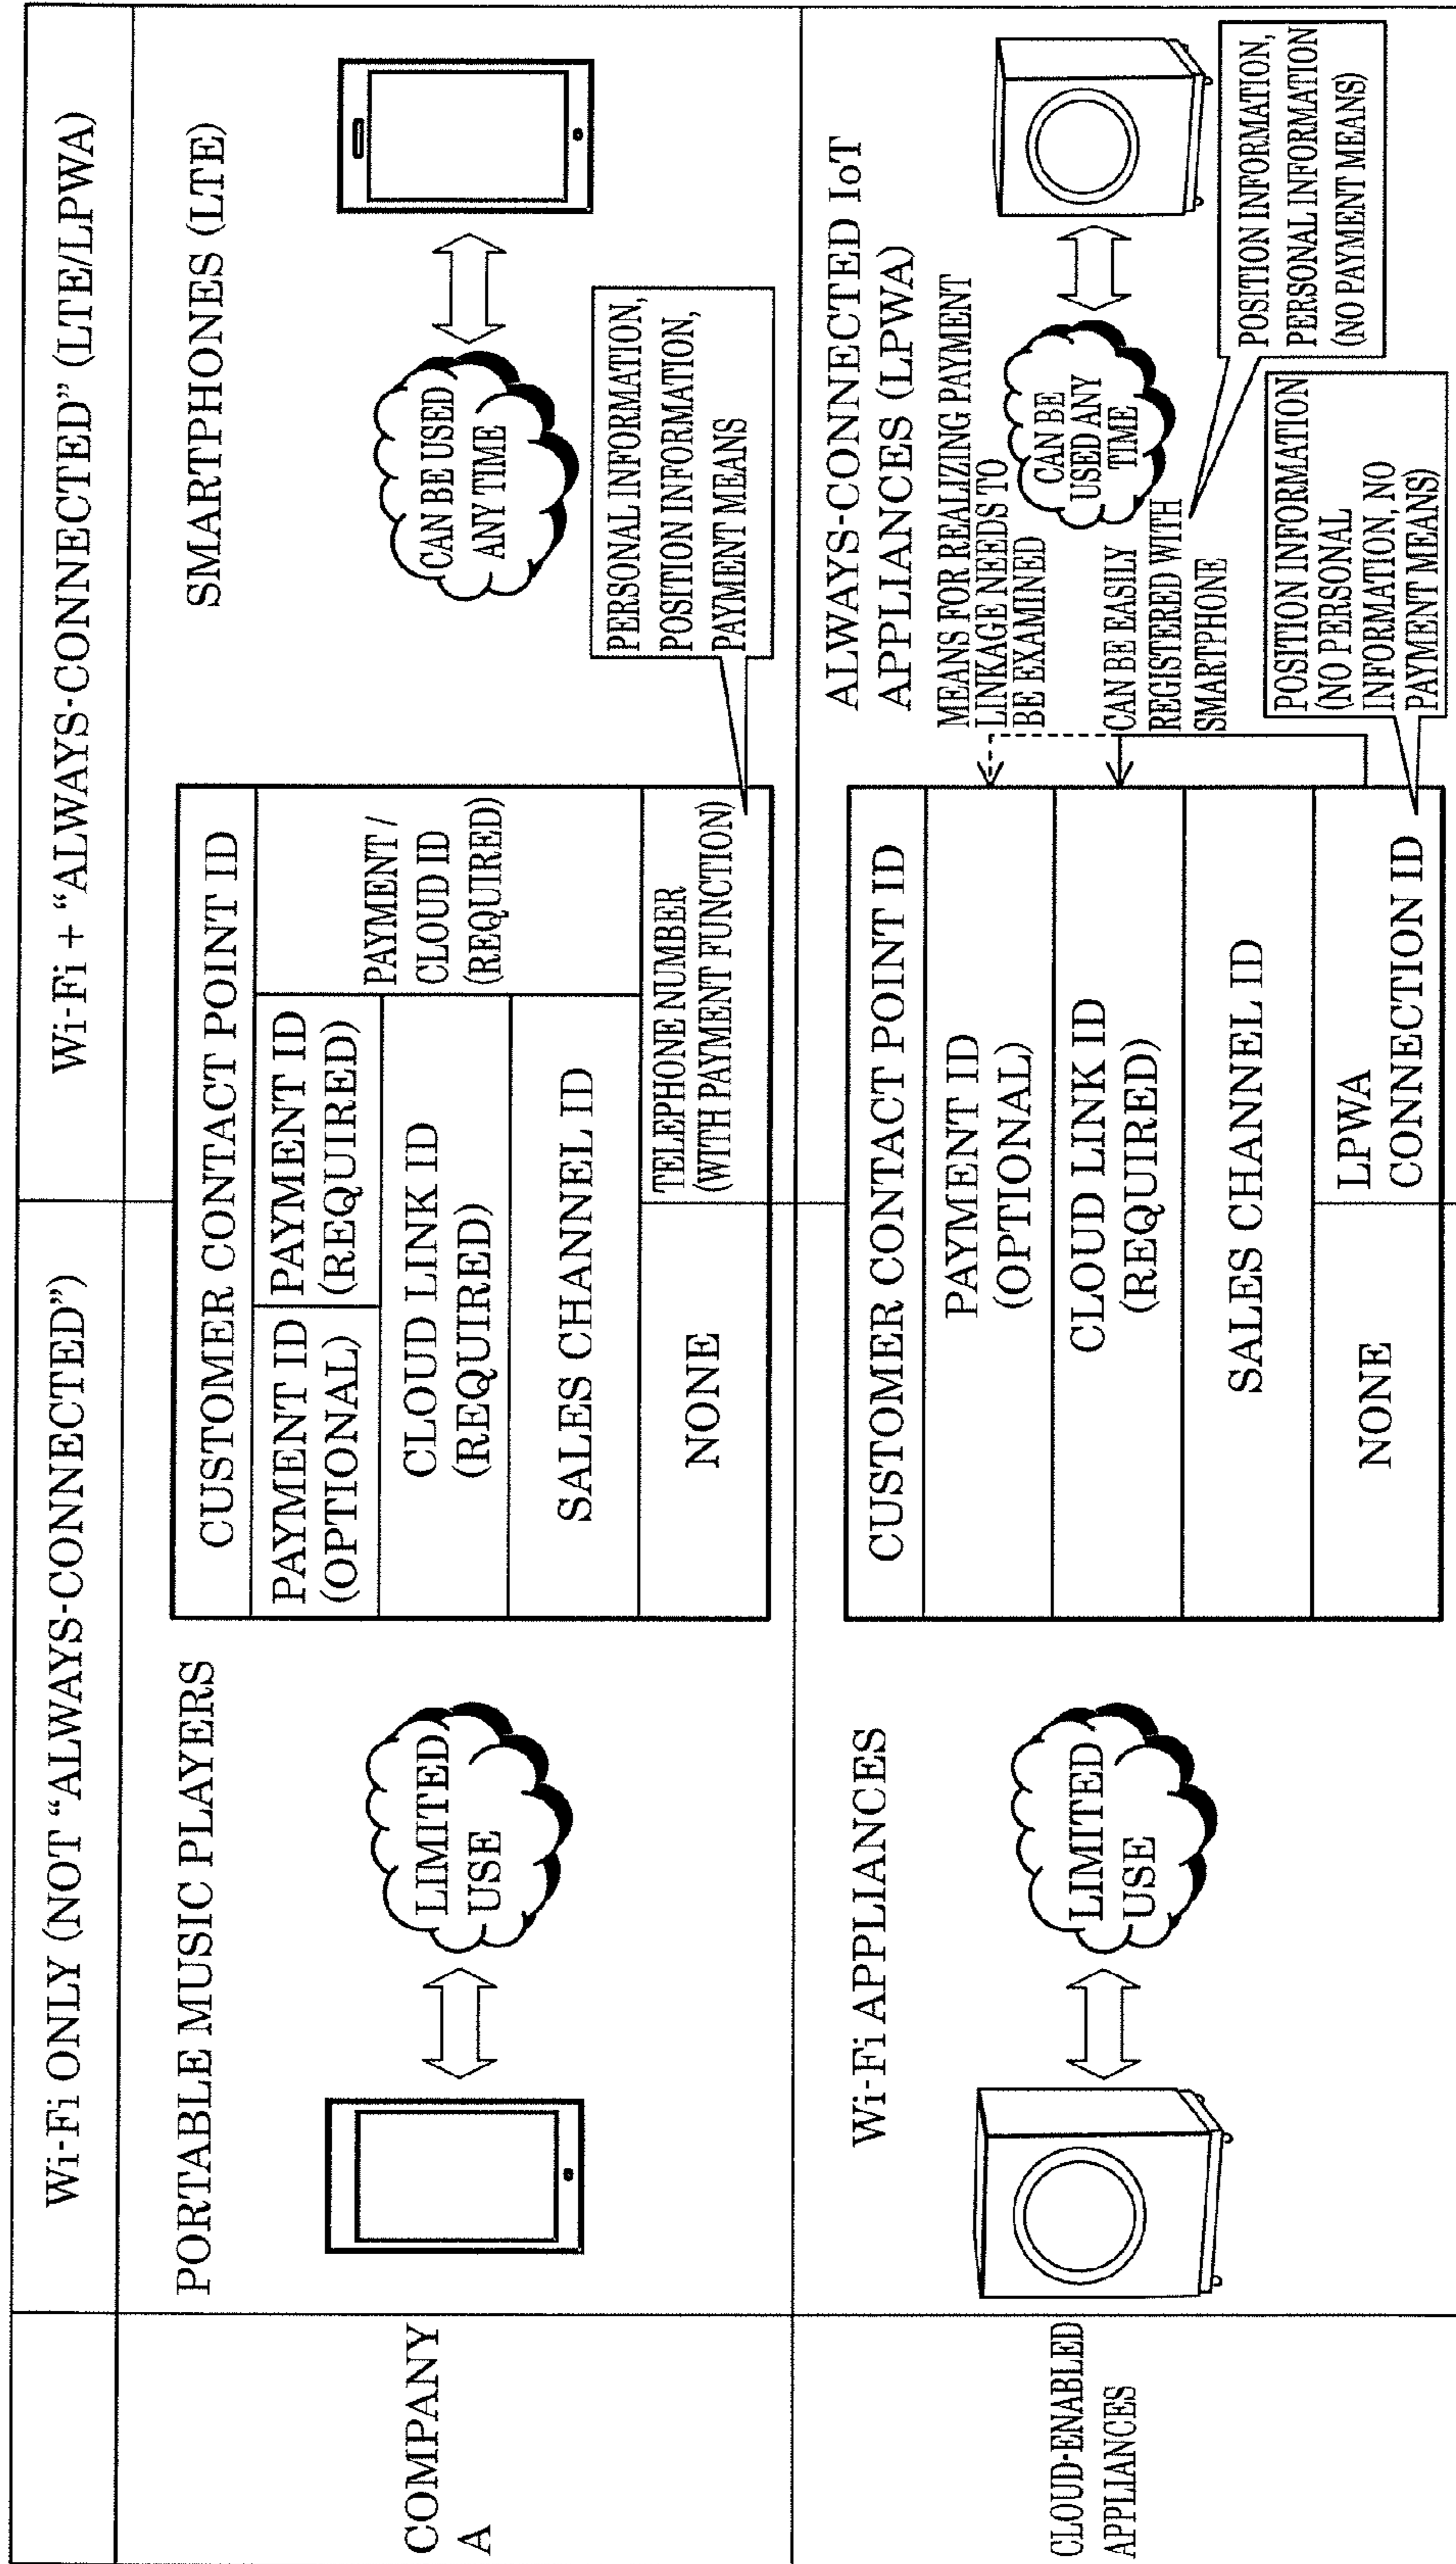 Wi-Fi ONLY (NOT “ALWAYS-CONNECTED”)
Wi-Fi + “ALWAYS-CONNECTED” (LTE/LPWA)
COMPANY
A
PORTABLE MUSIC PLAYERS
LIMITED
USE
CUSTOMER CONTACT POINT ID
PAYMENT ID
(OPTIONAL)
PAYMENT ID
(REQUIRED)
PAYMENT /
CLOUD ID
(REQUIRED)
CLOUD LINK ID
(REQUIRED)
SALES CHANNEL ID
NONE
TELEPHONE NUMBER
(WITH PAYMENT FUNCTION)
SMARTPHONES (LTE)
CAN BE USED
ANY TIME
PERSONAL INFORMATION,
POSITION INFORMATION,
PAYMENT MEANS
CLOUD-ENABLED
APPLIANCES
Wi-Fi APPLIANCES
LIMITED
USE
CUSTOMER CONTACT POINT ID
PAYMENT ID
(OPTIONAL)
CLOUD LINK ID
(REQUIRED)
SALES CHANNEL ID
NONE
LPWA
CONNECTION ID
ALWAYS-CONNECTED IoT
APPLIANCES (LPWA)
MEANS FOR REALIZING PAYMENT
LINKAGE NEEDS TO
BE EXAMINED
CAN BE
USED ANY
TIME
CAN BE EASILY
REGISTERED WITH
SMARTPHONE
POSITION INFORMATION,
PERSONAL INFORMATION
(NO PAYMENT MEANS)
POSITION INFORMATION
(NO PERSONAL
INFORMATION, NO
PAYMENT MEANS)